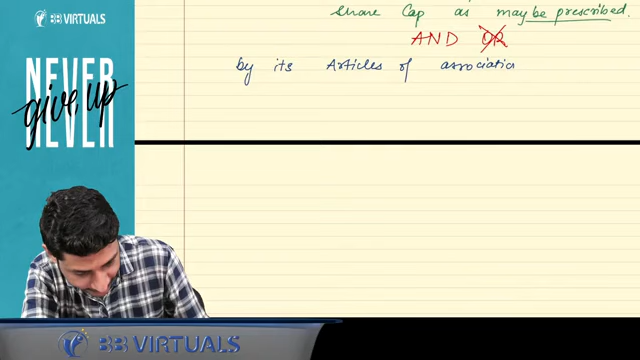 BB VIRTUALS
NEVER
give up
NEVER
Share Cap as may be prescribed.
AND OR
by its Articles of associatio
BB VIRTUALS